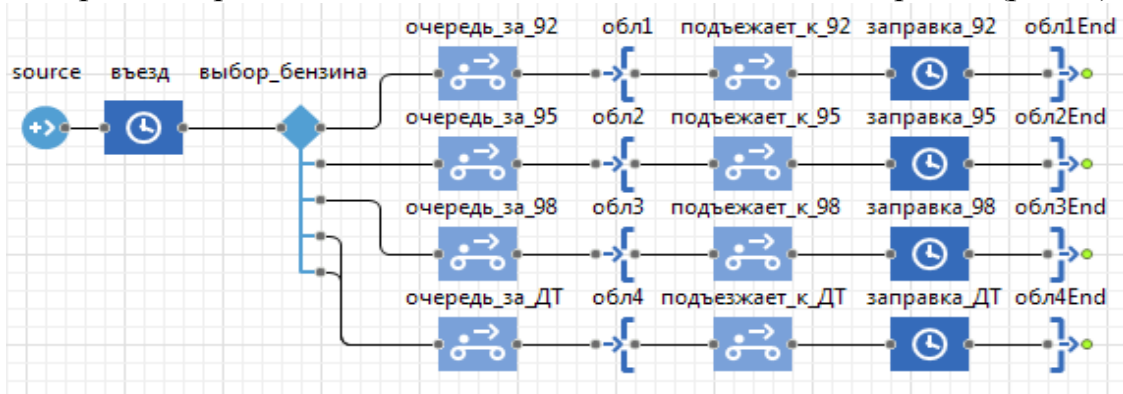 очередь_за_92 обл1 подъежает_к_92 заправка_92 обл1End
source въезд выбор_бензина
очередь_за_95 обл2 подъежает_к_95 заправка_95 обл2End
очередь_за_98 обл3 подъежает_к_98 заправка_98 обл3End
очередь_за_ДТ обл4 подъезжает_к_ДТ заправка_ДТ обл4End